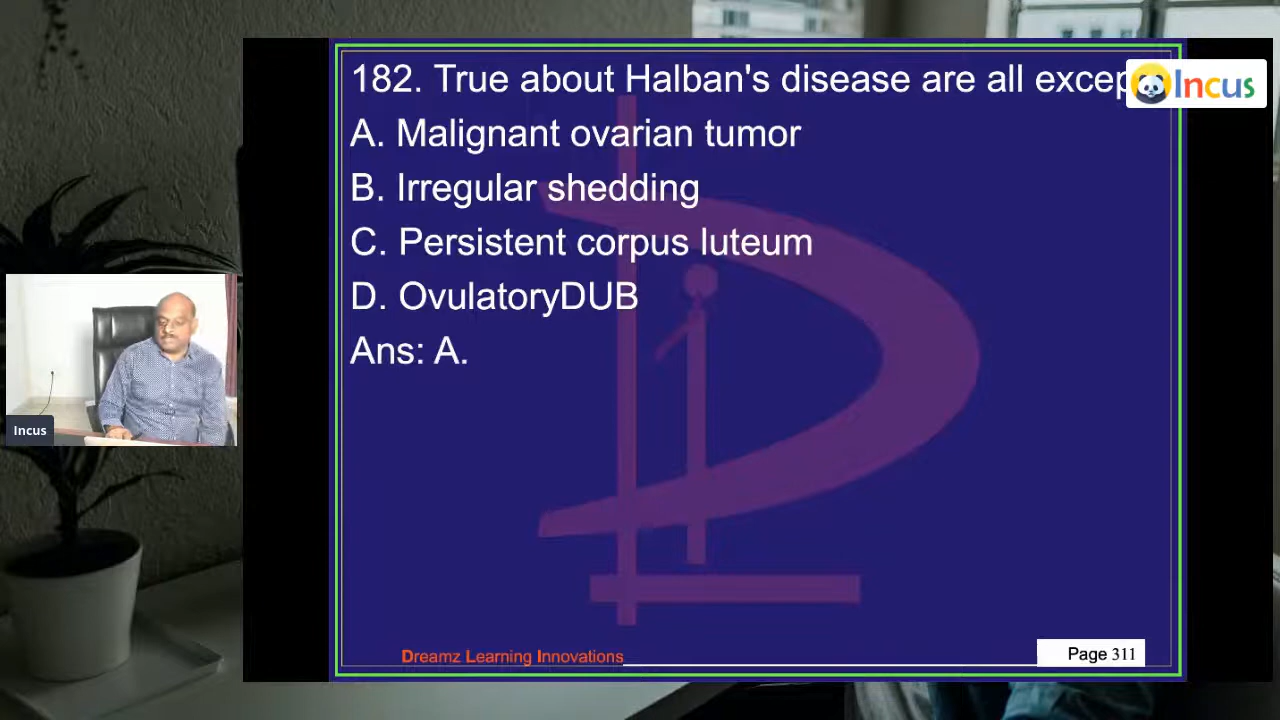 182. True about Halban's disease are all excep
Incus
A. Malignant ovarian tumor
B. Irregular shedding
C. Persistent corpus luteum
D. OvulatoryDUB
Ans: A.
Incus
Dreamz Learning Innovations
Page 311